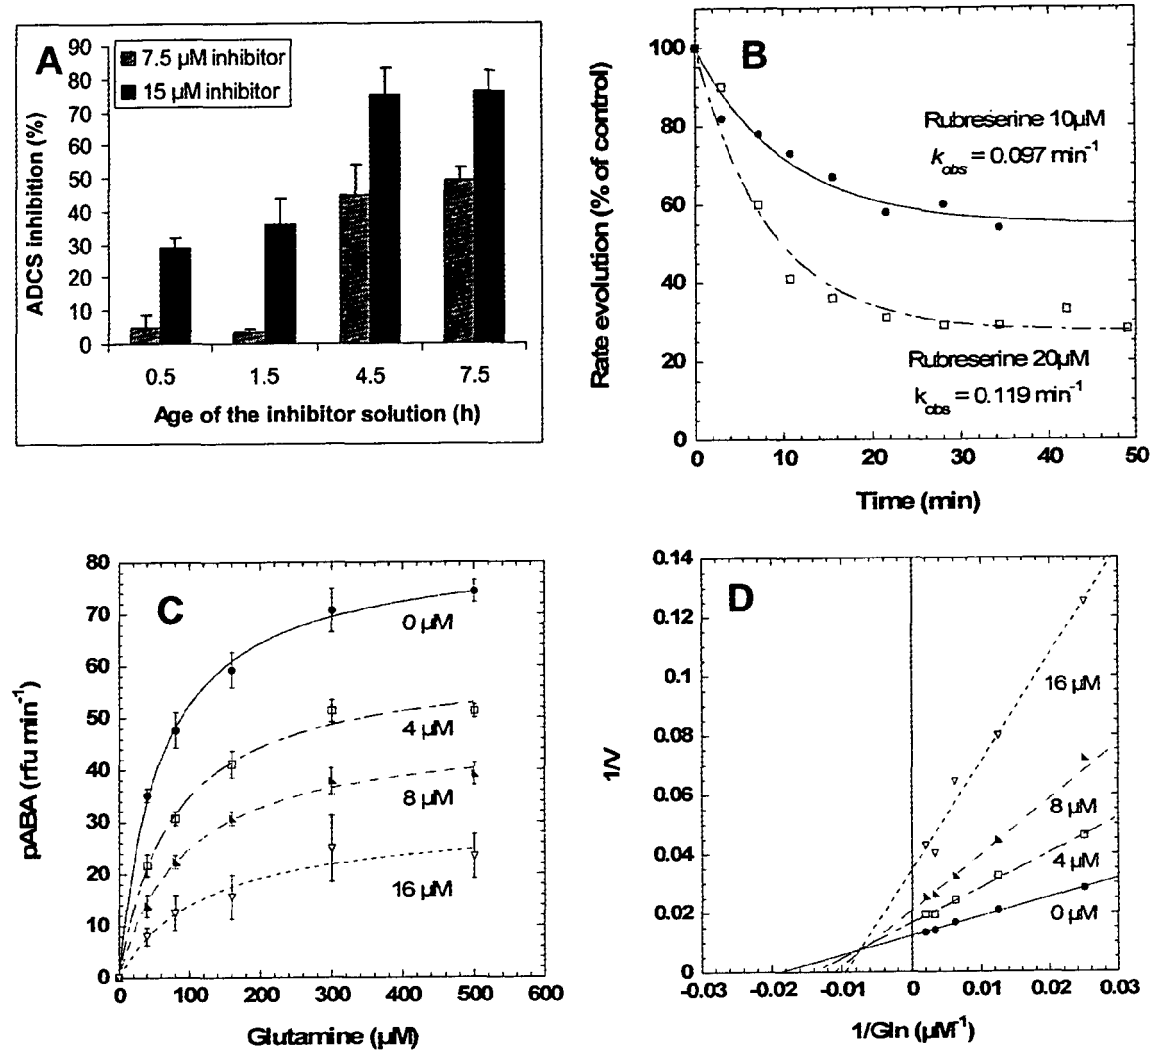 A
7.5 µM inhibitor
15 µM inhibitor
ADCS inhibition (%)
90
80
70
60
50
40
30
20
10
0
0.5 1.5 4.5 7.5
Age of the inhibitor solution (h)
B
Rate evolution (% of control)
100
80
60
40
20
0
Rubreserine 10µM
kobs = 0.097 min-1
Rubreserine 20µM
kobs = 0.119 min-1
0 10 20 30 40 50
Time (min)
C
pABA (rfu min-1)
80
70
60
50
40
30
20
10
0
0 µM
4 µM
8 µM
16 µM
0 100 200 300 400 500 600
Glutamine (µM)
D
1/V
0.14
0.12
0.1
0.08
0.06
0.04
0.02
0
16 µM
8 µM
4 µM
0 µM
-0.03 -0.02 -0.01 0 0.01 0.02 0.03
1/Gln (µM-1)